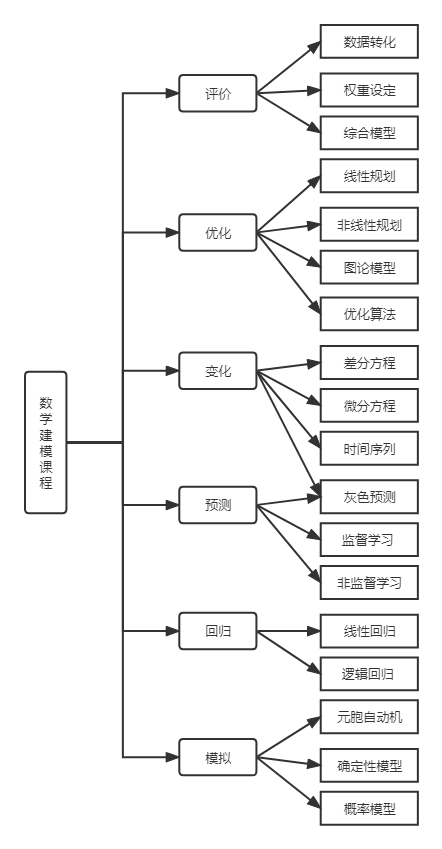 数学建模课程
评价
数据转化
权重设定
综合模型
优化
线性规划
非线性规划
图论模型
优化算法
变化
差分方程
微分方程
时间序列
灰色预测
预测
监督学习
非监督学习
回归
线性回归
逻辑回归
模拟
元胞自动机
确定性模型
概率模型